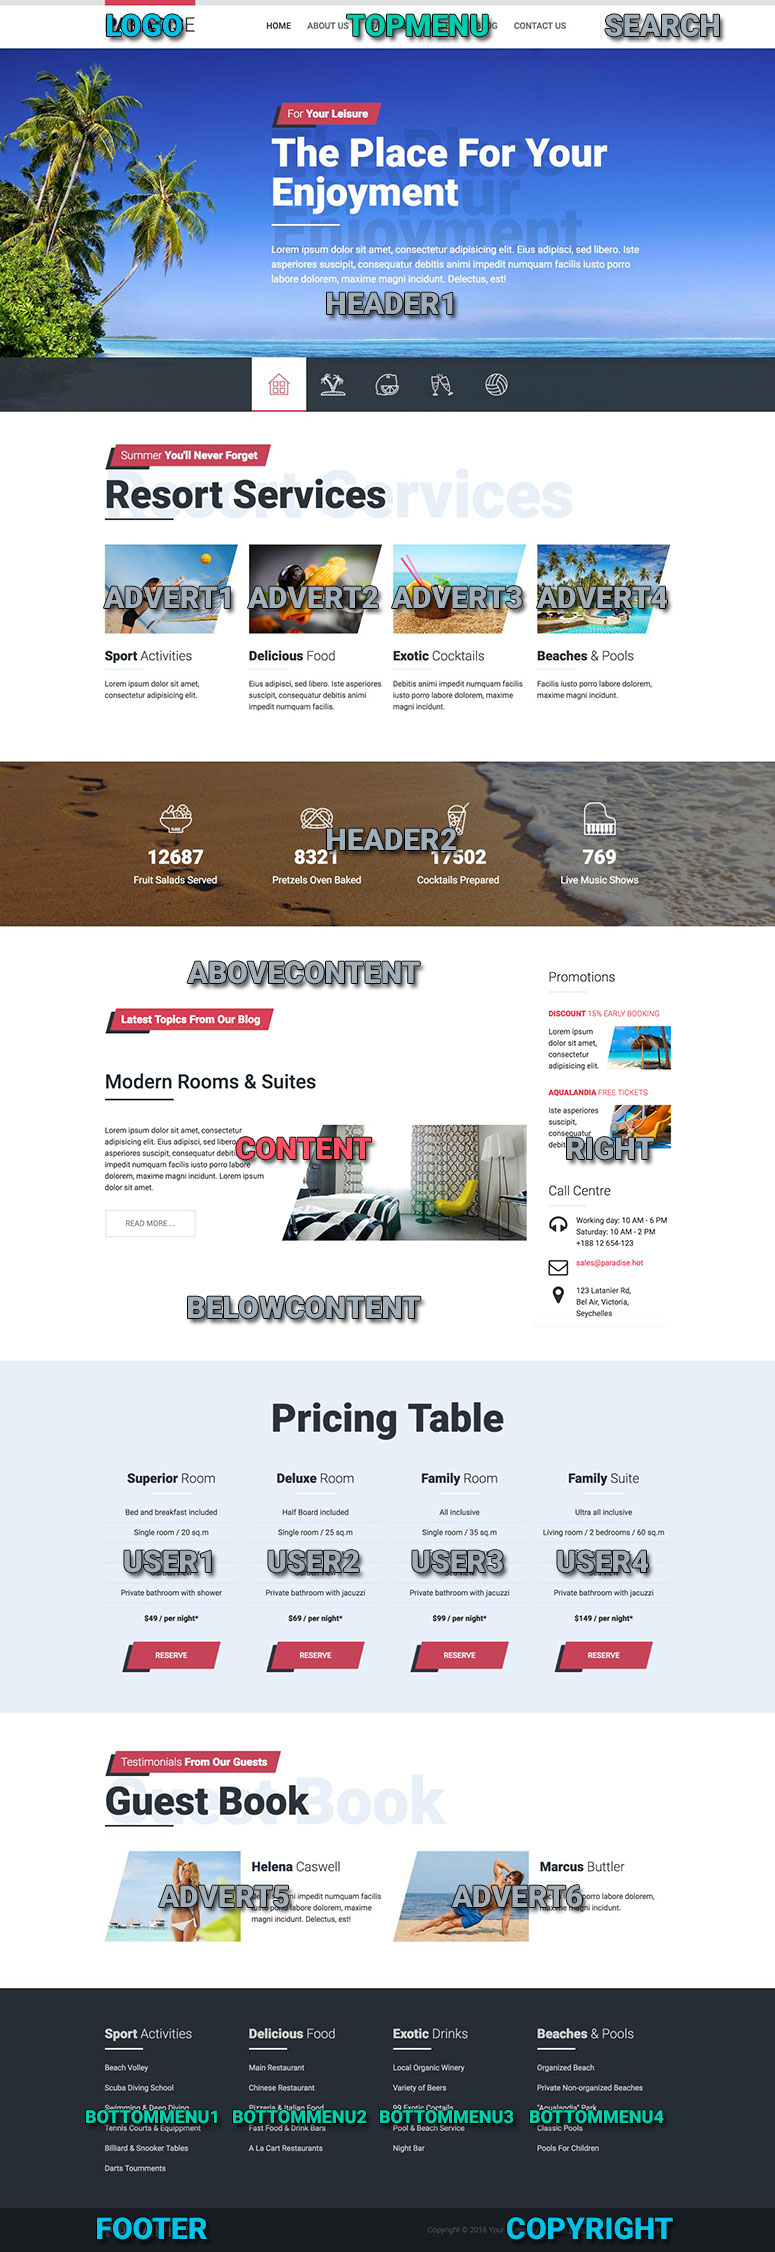 LOGO
HOME ABOUT US TOPMENU BLOG CONTACT US
SEARCH
For Your Leisure
The Place For Your
Enjoyment
Lorem ipsum dolor sit amet, consectetur adipisicing elit. Eius adipisci, sed libero. Iste
asperiores suscipit, consequatur debitis animi impedit numquam facilis iusto porro
labore dolorem, maxime magni incidunt. Delectus, est!
HEADER1
Summer You'll Never Forget
Resort Services
ADVERT1 ADVERT2 ADVERT3 ADVERT4
Sport Activities
Lorem ipsum dolor sit amet,
consectetur adipisicing elit.
Delicious Food
Eius adipisci, sed libero. Iste asperiores
suscipit, consequatur debitis animi
impedit numquam facilis.
Exotic Cocktails
Debitis animi impedit numquam facilis
iusto porro labore dolorem, maxime
magni incidunt.
Beaches & Pools
Facilis iusto porro labore dolorem,
maxime magni incidunt.
HEADER2
12687
Fruit Salads Served
8321
Pretzels Oven Baked
17502
Cocktails Prepared
769
Live Music Shows
ABOVECONTENT
Latest Topics From Our Blog
Modern Rooms & Suites
Lorem ipsum dolor sit amet, consectetur
adipisicing elit. Eius adipisci, sed libero.
asperiores suscipit, consequatur debitis
impedit numquam facilis iusto porro
labore dolorem, maxime magni incidunt. Lorem ipsum
dolor sit amet.
CONTENT
READ MORE ...
BELOWCONTENT
Promotions
DISCOUNT 15% EARLY BOOKING
Lorem ipsum
dolor sit amet,
consectetur
adipisicing elit.
AQUALANDIA FREE TICKETS
Iste asperiores
suscipit,
consequatur
RIGHT
Call Centre
Working day: 10 AM - 6 PM
Saturday: 10 AM - 2 PM
+188 12 654-123
sales@paradise.hot
123 Latanier Rd,
Bel Air, Victoria,
Seychelles
Pricing Table
Superior Room
Bed and breakfast included
Single room / 20 sq.m
USER1
Private bathroom with shower
$49 / per night*
RESERVE
Deluxe Room
Half Board included
Single room / 25 sq.m
USER2
Private bathroom with jacuzzi
$69 / per night*
RESERVE
Family Room
All inclusive
Single room / 35 sq.m
USER3
Private bathroom with jacuzzi
$99 / per night*
RESERVE
Family Suite
Ultra all inclusive
Living room / 2 bedrooms / 60 sq.m
USER4
Private bathroom with jacuzzi
$149 / per night*
RESERVE
Testimonials From Our Guests
Guest Book
Helena Caswell
impedit numquam facilis
iusto porro labore dolorem, maxime
magni incidunt. Delectus, est!
ADVERT5
Marcus Buttler
porro labore dolorem,
incidunt.
ADVERT6
Sport Activities
Beach Volley
Scuba Diving School
Swimming & Deep Diving
BOTTOMMENU1
Tennis Courts & Equippment
Billiard & Snooker Tables
Darts Tournments
Delicious Food
Main Restaurant
Chinese Restaurant
Pizzeria & Italian Food
BOTTOMMENU2
Fast Food & Drink Bars
A La Cart Restaurants
Exotic Drinks
Local Organic Winery
Variety of Beers
99 Exotic Coctails
BOTTOMMENU3
Pool & Beach Service
Night Bar
Beaches & Pools
Organized Beach
Private Non-organized Beaches
"Aqualandia" Park
BOTTOMMENU4
Classic Pools
Pools For Children
FOOTER
Copyright © 2016 Your
COPYRIGHT